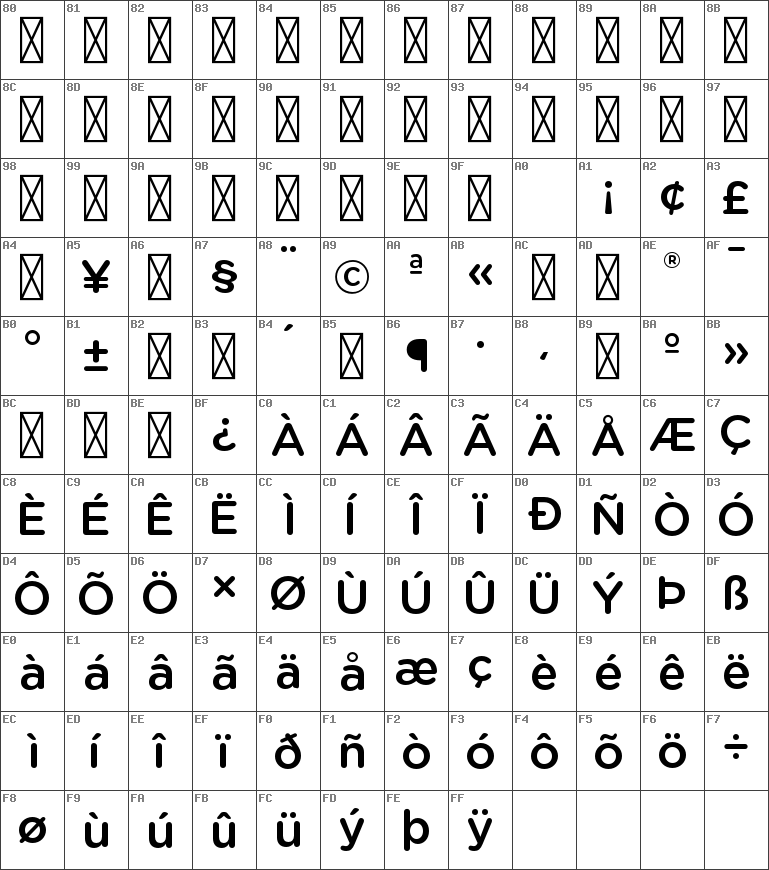 80 81 82 83 84 85 86 87 88 89 8A 8B
8C 8D 8E 8F 90 91 92 93 94 95 96 97
98 99 9A 9B 9C 9D 9E 9F A0 A1 A2 A3
¡ ¢ £
A4 A5 A6 A7 A8 A9 AA AB AC AD AE AF
¥ § ¨ © ª « ® ¯
B0 B1 B2 B3 B4 B5 B6 B7 B8 B9 BA BB
° ± ´ ¶ · ¸ º »
BC BD BE BF C0 C1 C2 C3 C4 C5 C6 C7
¿ À Á Â Ã Ä Å Æ Ç
C8 C9 CA CB CC CD CE CF D0 D1 D2 D3
È É Ê Ë Ì Í Î Ï Ð Ñ Ò Ó
D4 D5 D6 D7 D8 D9 DA DB DC DD DE DF
Ô Õ Ö × Ø Ù Ú Û Ü Ý Þ ß
E0 E1 E2 E3 E4 E5 E6 E7 E8 E9 EA EB
à á â ã ä å æ ç è é ê ë
EC ED EE EF F0 F1 F2 F3 F4 F5 F6 F7
ì í î ï ð ñ ò ó ô õ ö ÷
F8 F9 FA FB FC FD FE FF
ø ù ú û ü ý þ ÿ